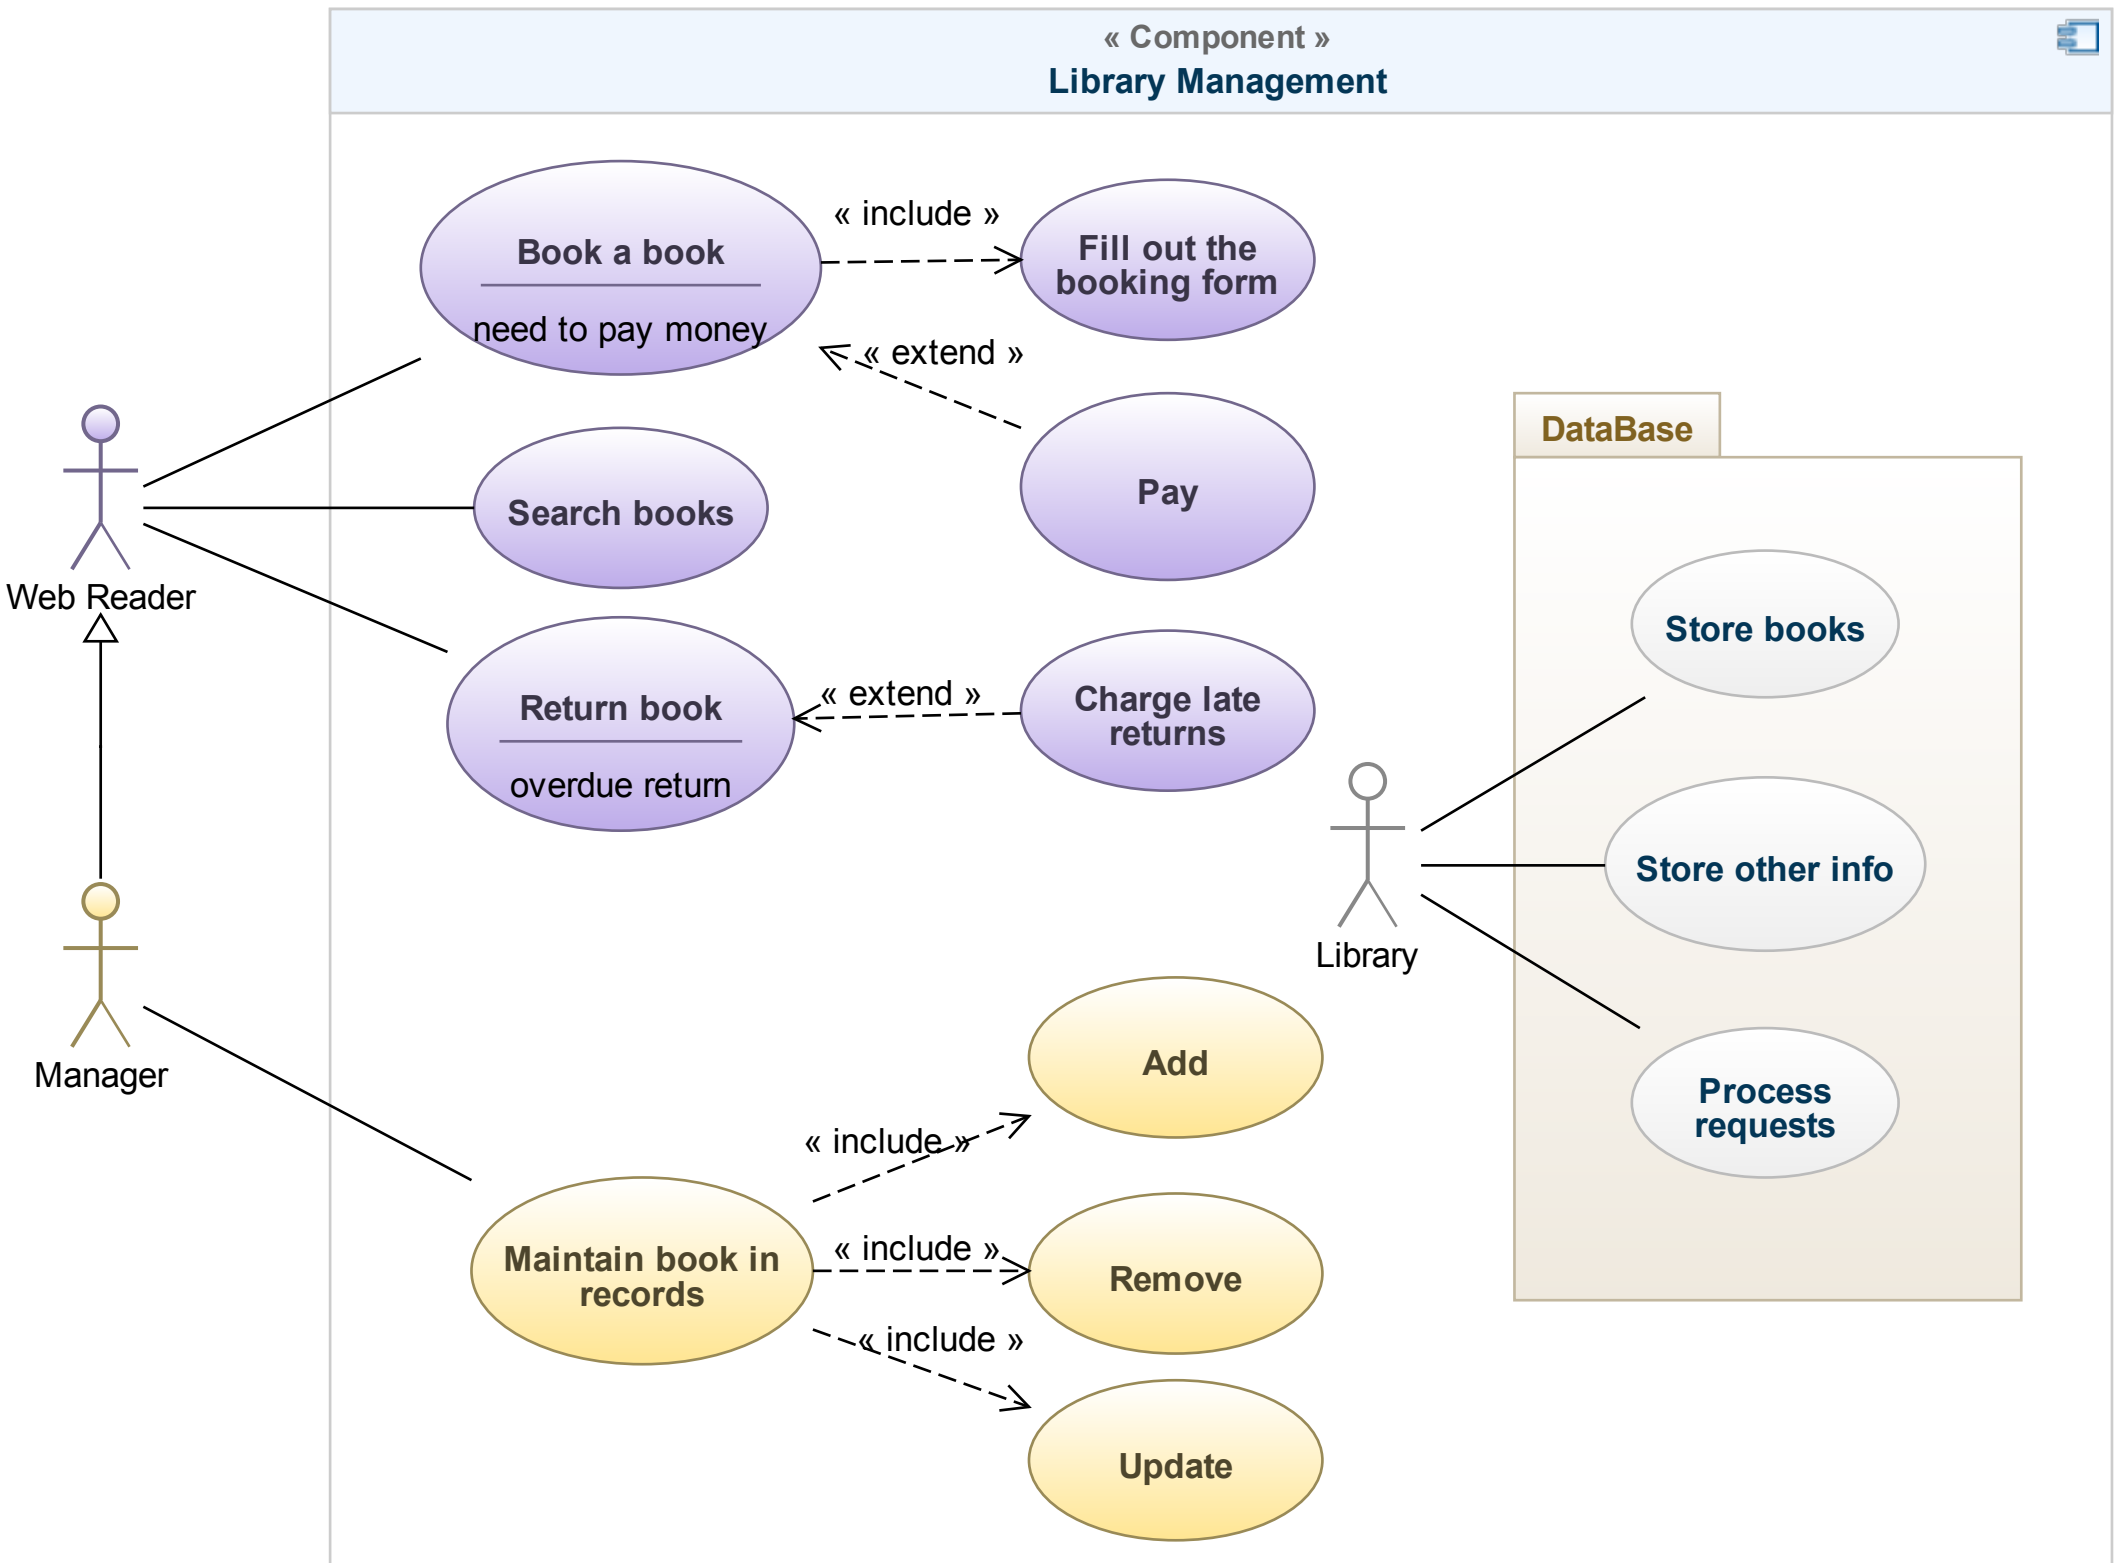 « Component »
Library Management
Book a book
need to pay money
« include »
Fill out the
booking form
« extend »
Pay
Search books
Web Reader
Return book
overdue return
« extend »
Charge late
returns
DataBase
Store books
Store other info
Process
requests
Library
Manager
Maintain book in
records
« include »
Add
« include »
Remove
« include »
Update